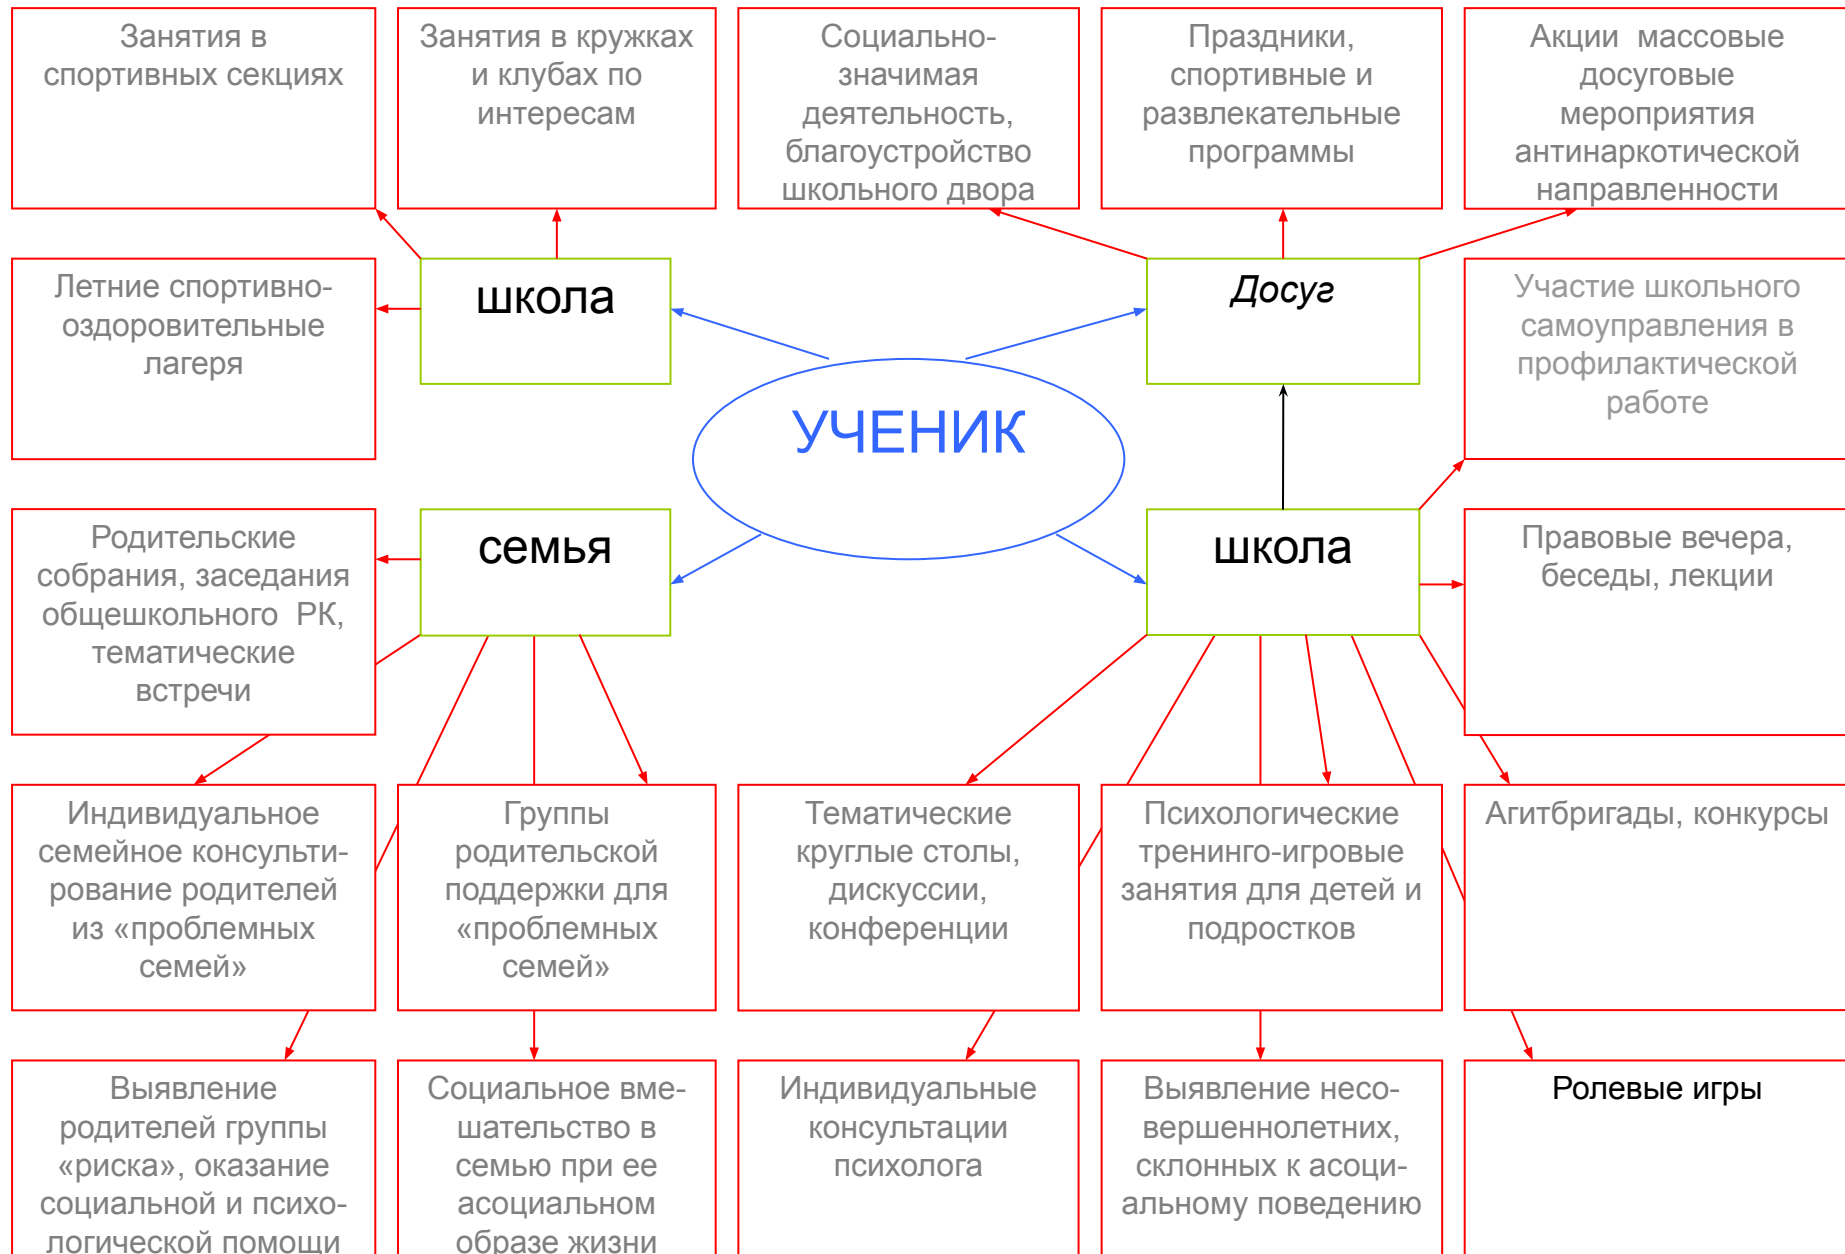 Занятия в
спортивных секциях
Занятия в кружках
и клубах по
интересам
Социально-
значимая
деятельность,
благоустройство
школьного двора
Праздники,
спортивные и
развлекательные
программы
Акции массовые
досуговые
мероприятия
антинаркотической
направленности
Летние спортивно-
оздоровительные
лагеря
школа
Досуг
Участие школьного
самоуправления в
профилактической
работе
УЧЕНИК
Родительские
собрания, заседания
общешкольного РК,
тематические
встречи
семья
школа
Правовые вечера,
беседы, лекции
Индивидуальное
семейное консульти-
рование родителей
из «проблемных
семей»
Группы
родительской
поддержки для
«проблемных
семей»
Тематические
круглые столы,
дискуссии,
конференции
Психологические
тренинго-игровые
занятия для детей и
подростков
Агитбригады, конкурсы
Выявление
родителей группы
«риска», оказание
социальной и психо-
логической помощи
Социальное вме-
шательство в
семью при ее
асоциальном
образе жизни
Индивидуальные
консультации
психолога
Выявление несо-
вершеннолетних,
склонных к асоци-
альному поведению
Ролевые игры